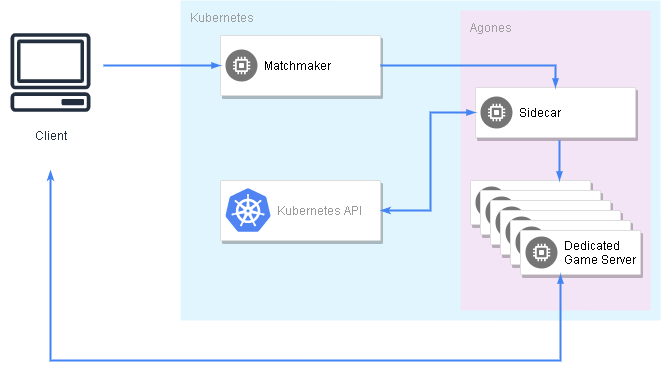 Kubernetes
Agones
Matchmaker
Sidecar
Client
Kubernetes API
Dedicated
Game Server